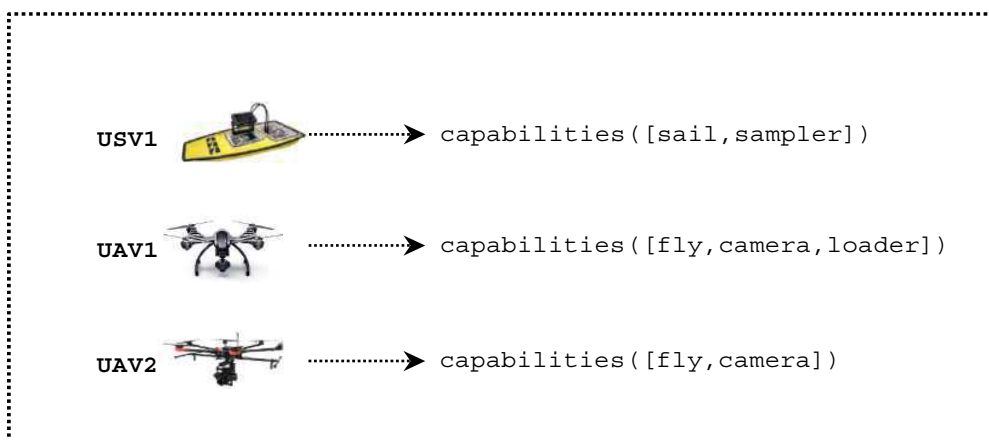 USV1 capabilities([sail,sampler])
UAV1 capabilities([fly,camera,loader])
UAV2 capabilities([fly,camera])